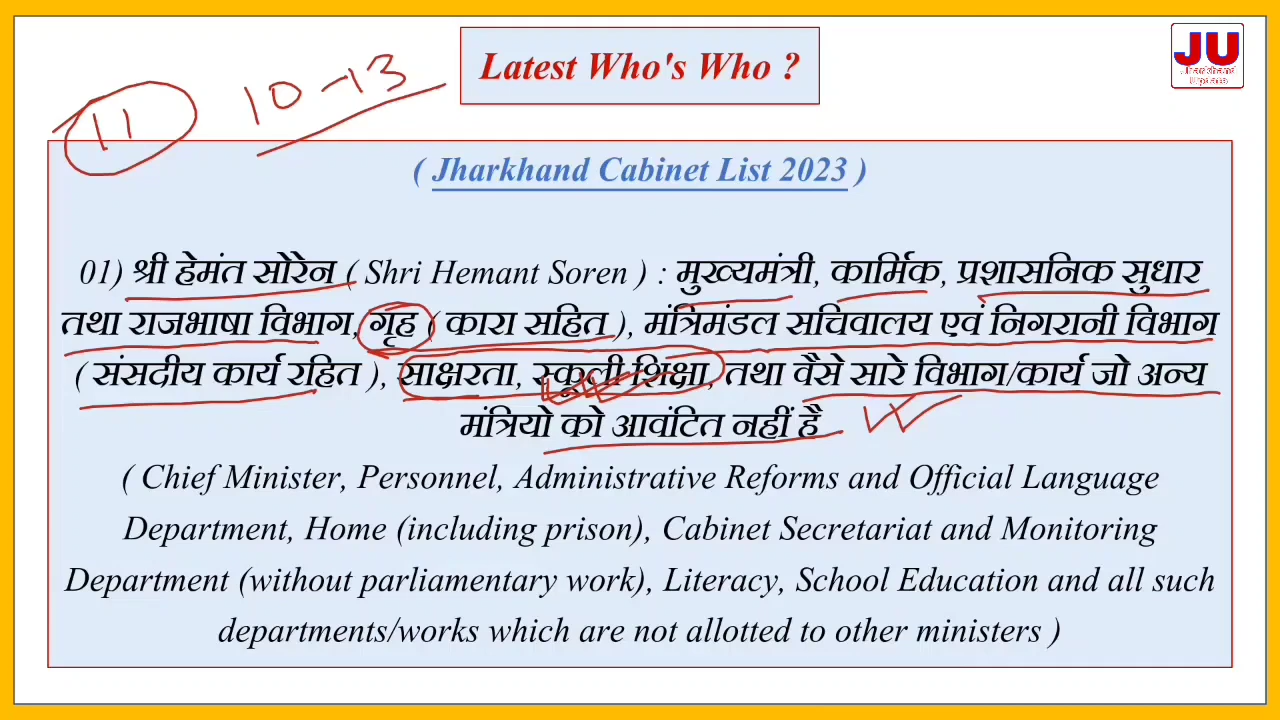 Latest Who's Who ?
JU
Jharkhand
Update
11 10-13
( Jharkhand Cabinet List 2023 )
01) श्री हेमंत सोरेन ( Shri Hemant Soren ) : मुख्यमंत्री, कार्मिक, प्रशासनिक सुधार
तथा राजभाषा विभाग, गृह ( कारा सहित ), मंत्रिमंडल सचिवालय एवं निगरानी विभाग
( संसदीय कार्य रहित ), साक्षरता, स्कूली शिक्षा, तथा वैसे सारे विभाग/कार्य जो अन्य
मंत्रियो को आवंटित नहीं है
( Chief Minister, Personnel, Administrative Reforms and Official Language
Department, Home (including prison), Cabinet Secretariat and Monitoring
Department (without parliamentary work), Literacy, School Education and all such
departments/works which are not allotted to other ministers )